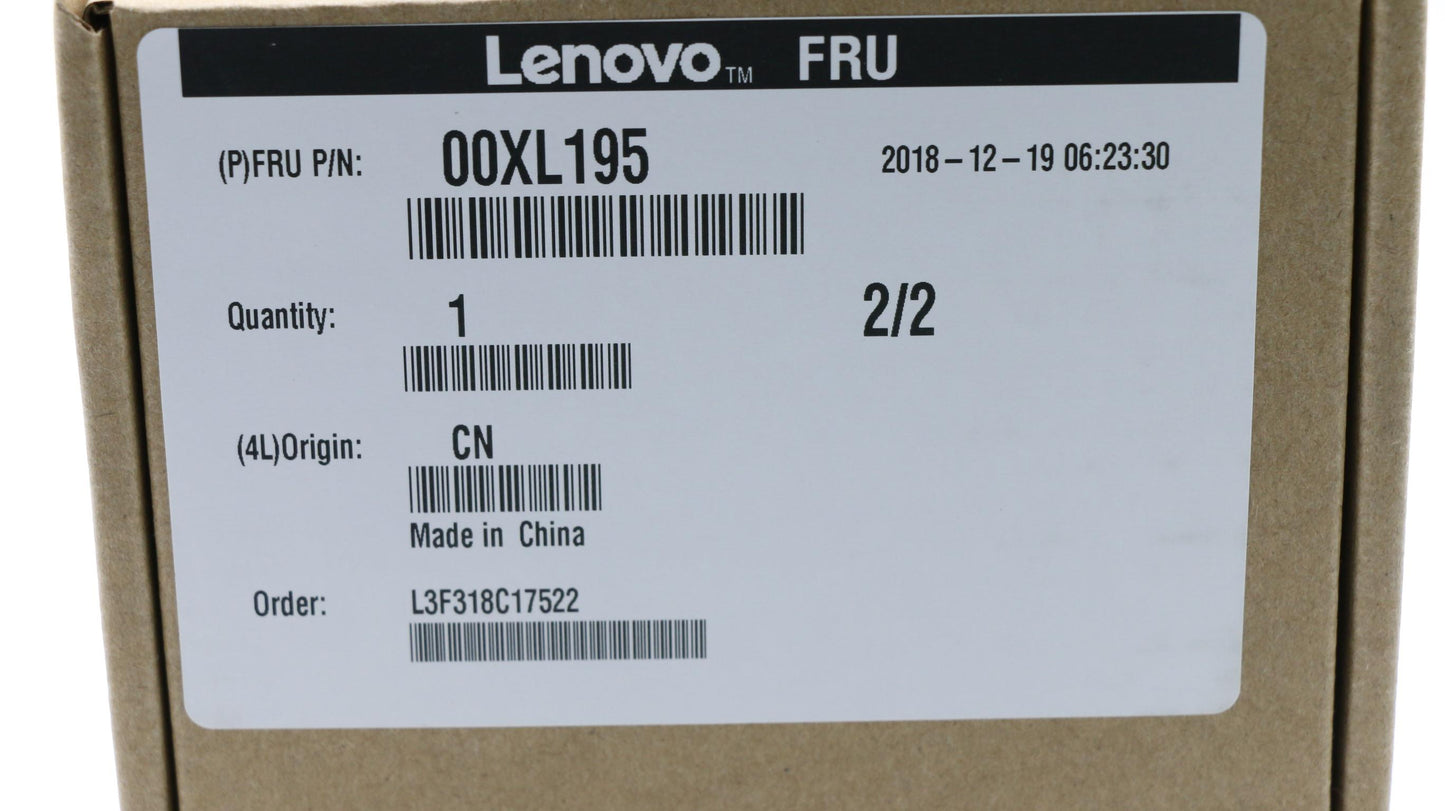 Lenovo™ FRU
(P)FRU P/N: 00XL195 2018-12-19 06:23:30
Quantity: 1 2/2
(4L)Origin: CN
Made in China
Order: L3F318C17522